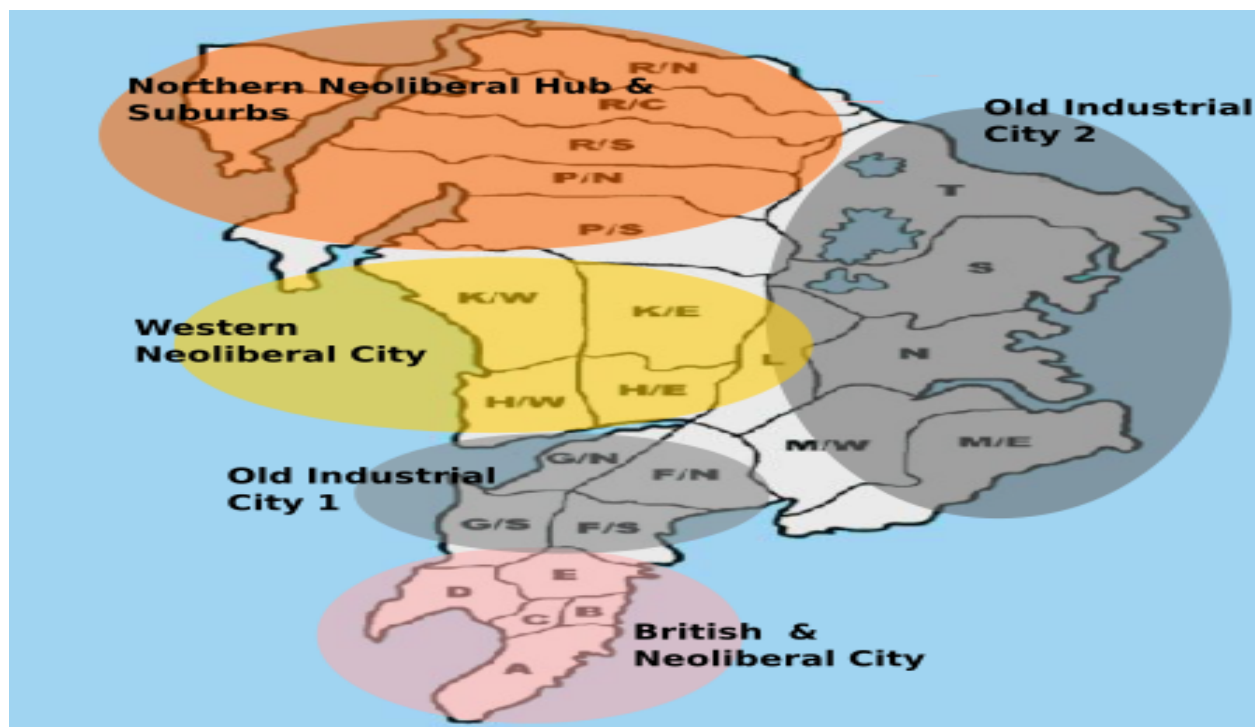 R/N
Northern Neoliberal Hub &
Suburbs
R/C
Old Industrial
City 2
R/S
P/N
T
P/S
S
K/W
K/E
Western
Neoliberal City
L
N
H/W
H/E
M/W
M/E
Old Industrial
City 1
G/N
F/N
G/S
F/S
E
D
C
B
British &
Neoliberal City
A